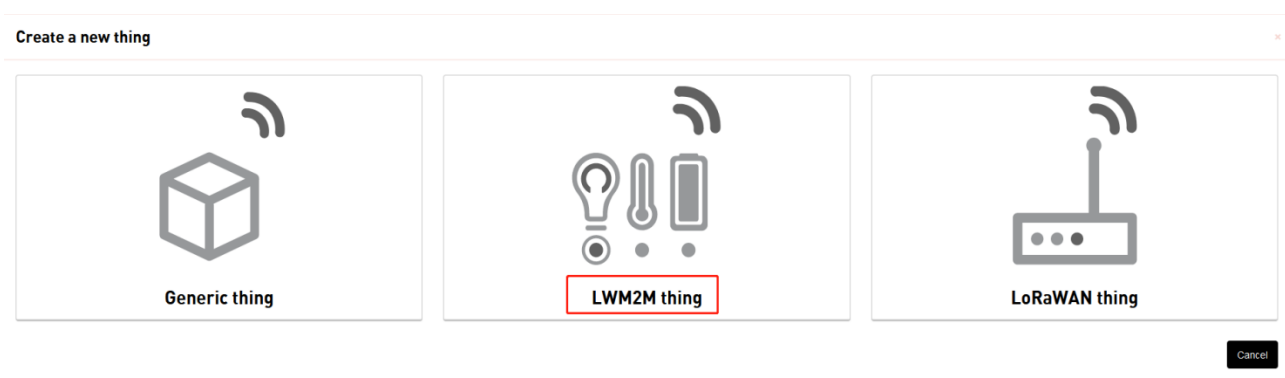 Create a new thing
×
Generic thing
LWM2M thing
LoRaWAN thing
Cancel